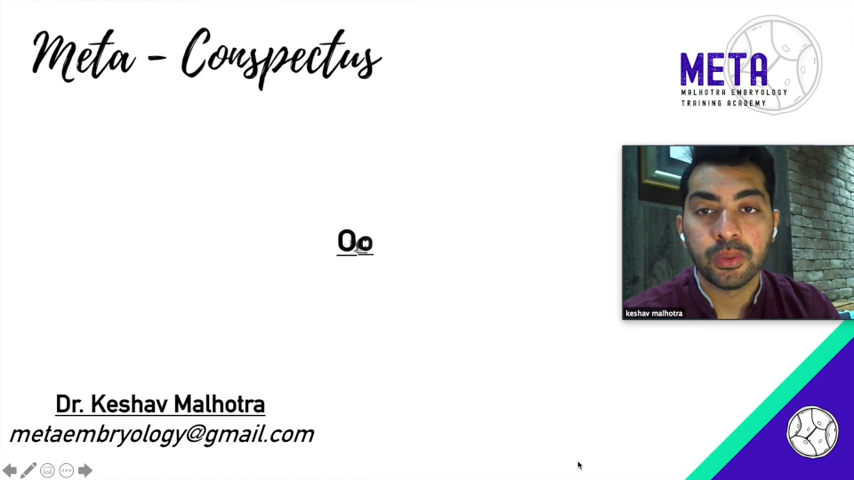 Meta - Conspectus
META
MALHOTRA EMBRYOLOGY
TRAINING ACADEMY
Oo
keshav malhotra
Dr. Keshav Malhotra
metaembryology@gmail.com